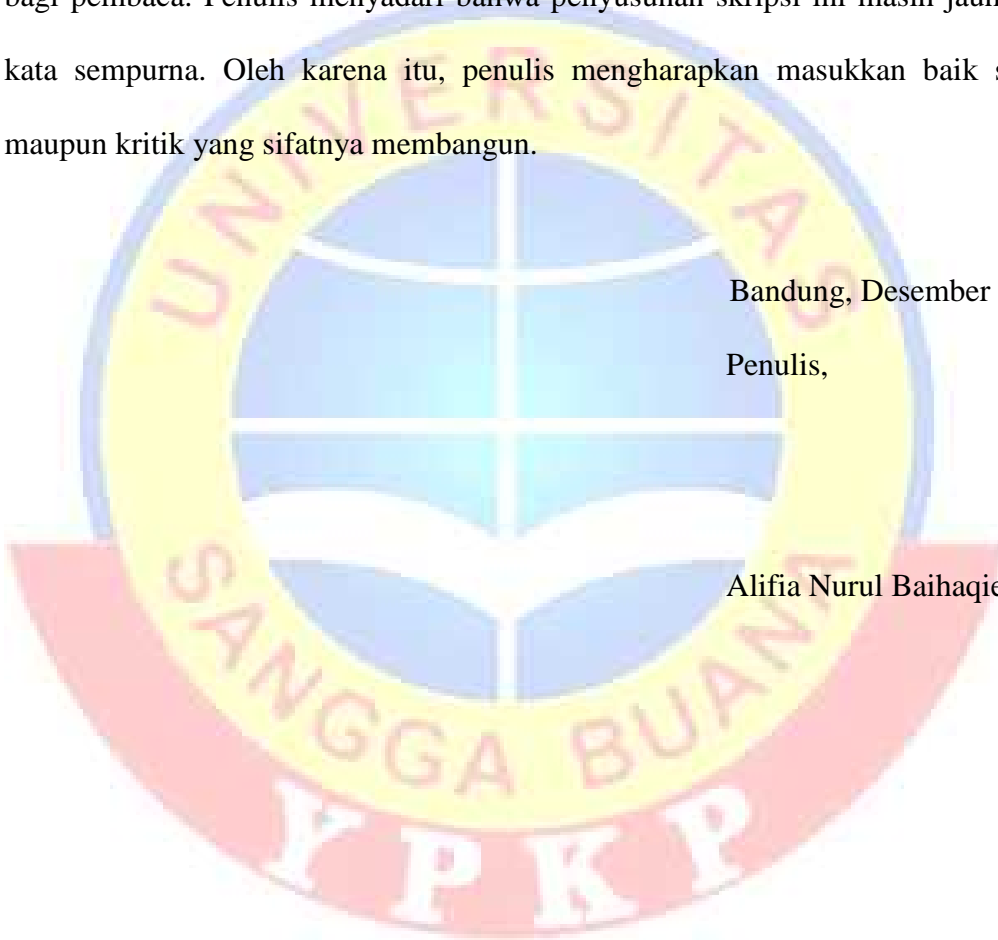 bagi pembaca. Penulis menyadari bahwa penyusunan skripsi ini masih
kata sempurna. Oleh karena itu, penulis mengharapkan masukkan baik
maupun kritik yang sifatnya membangun.
Bandung, Desember
Penulis,
Alifia Nurul Baihaqie
UNIVERSITAS
SANGGA BUANA
YPKP